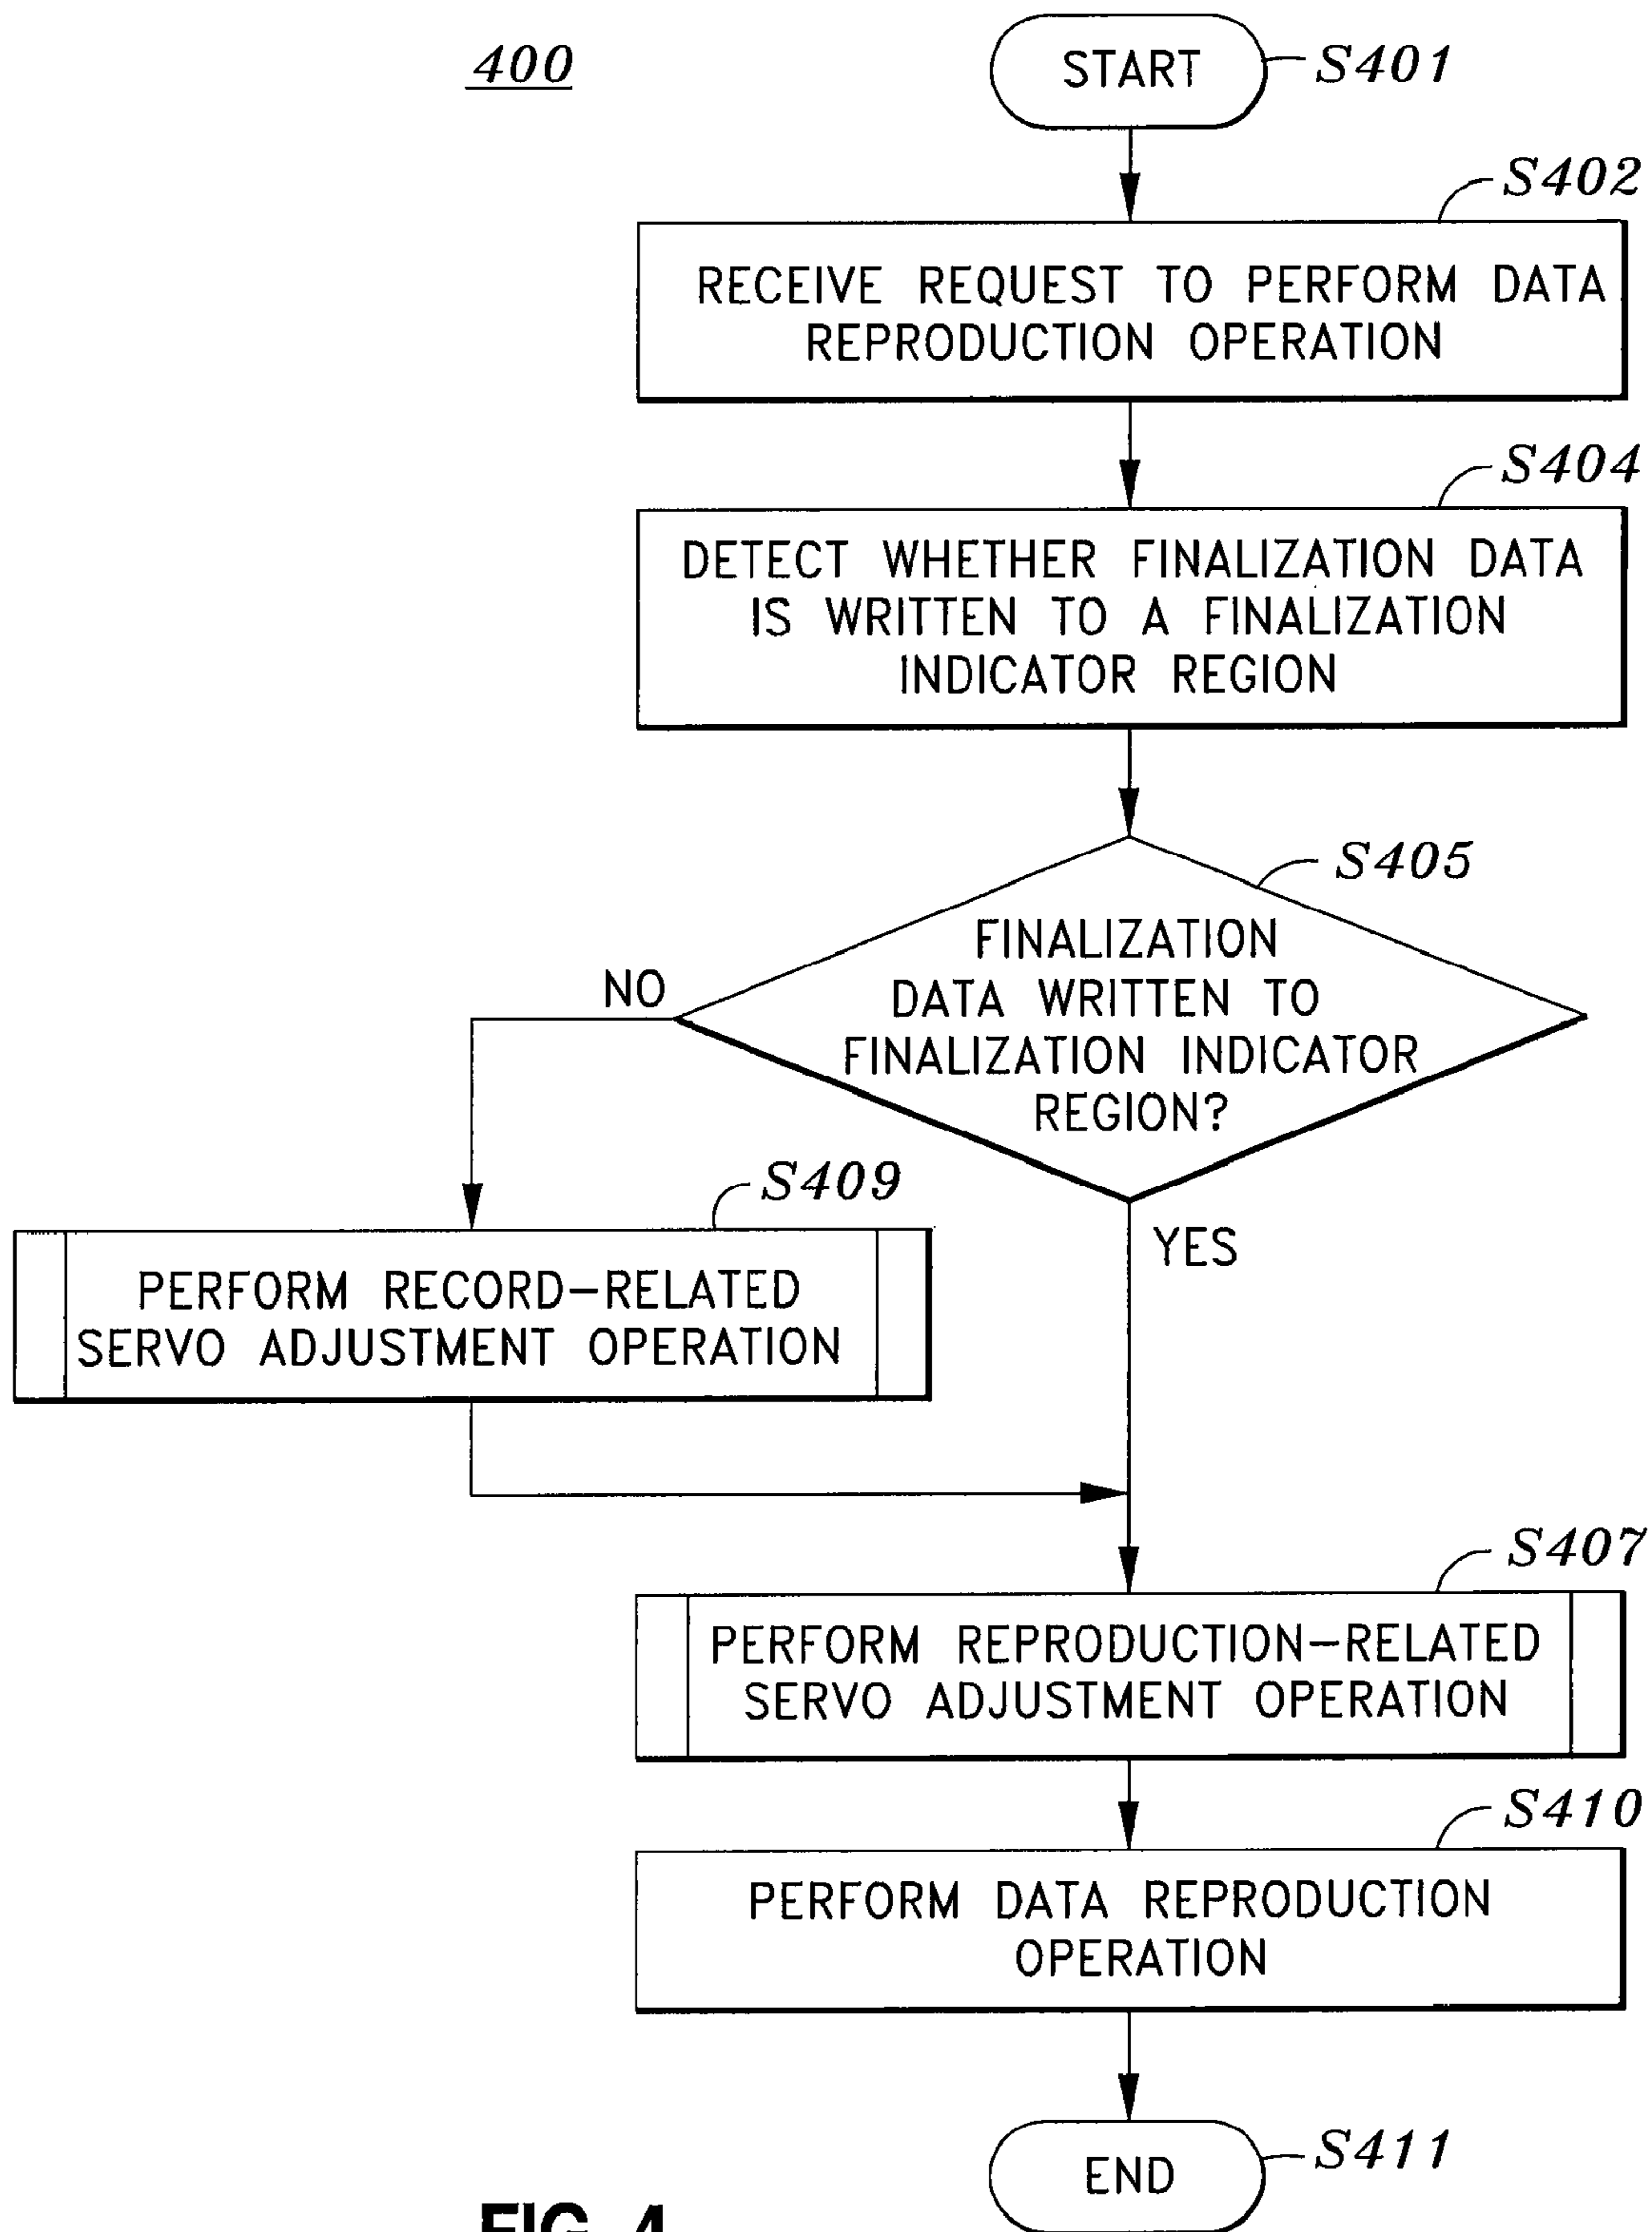 400
START
S401
S402
RECEIVE REQUEST TO PERFORM DATA
REPRODUCTION OPERATION
S404
DETECT WHETHER FINALIZATION DATA
IS WRITTEN TO A FINALIZATION
INDICATOR REGION
S405
FINALIZATION
DATA WRITTEN TO
FINALIZATION INDICATOR
REGION?
NO
YES
S409
PERFORM RECORD-RELATED
SERVO ADJUSTMENT OPERATION
S407
PERFORM REPRODUCTION-RELATED
SERVO ADJUSTMENT OPERATION
S410
PERFORM DATA REPRODUCTION
OPERATION
END
S411
FIG. 4